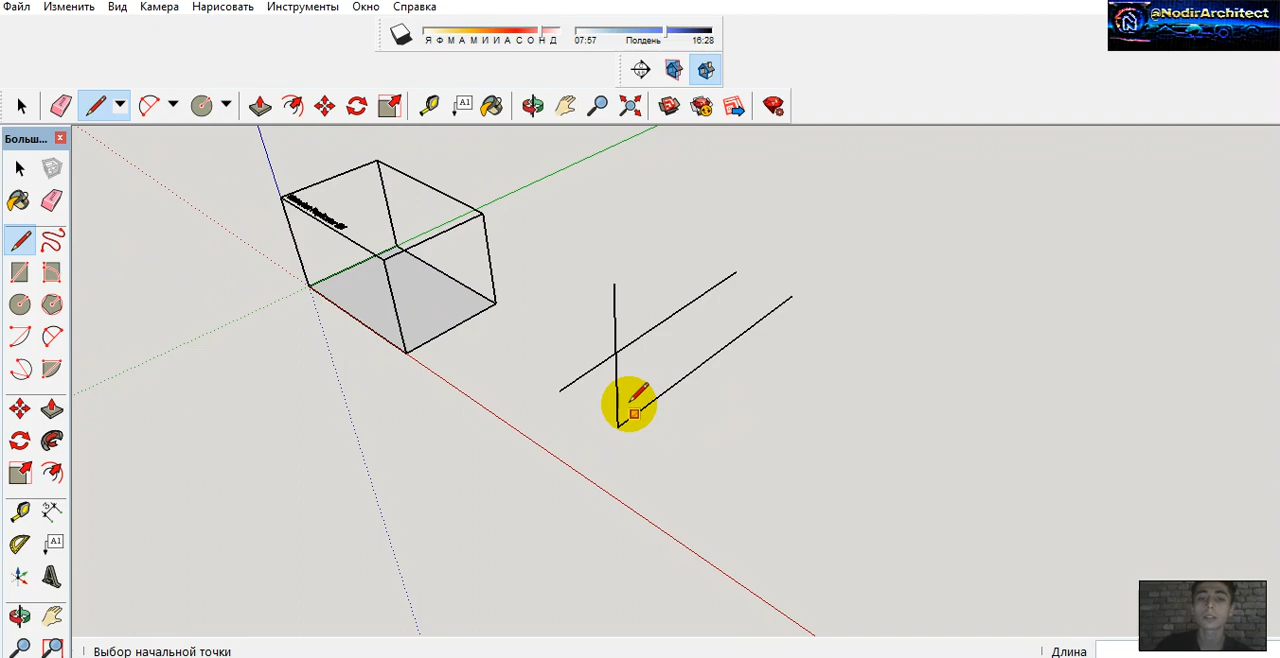 Файл Изменить Вид Камера Нарисовать Инструменты Окно Справка
@NodirArchitect
Я Ф М А М И И А С О Н Д
07:57 Полдень 16:28
A1
Больш...
A1
Выбор начальной точки
Длина